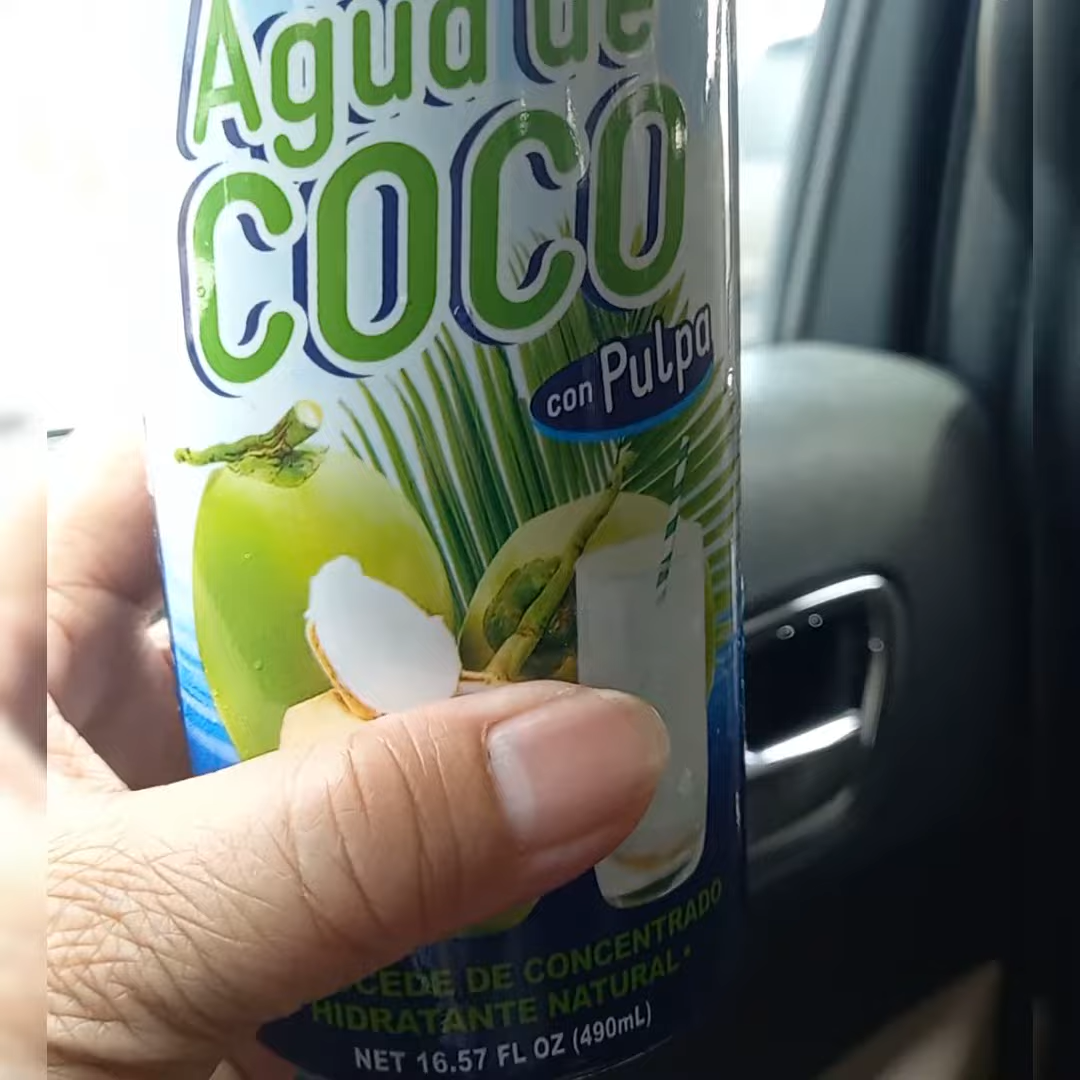 Agua de
COCO
con Pulpa
CEDE DE CONCENTRADO
HIDRATANTE NATURAL
NET 16.57 FL OZ (490mL)